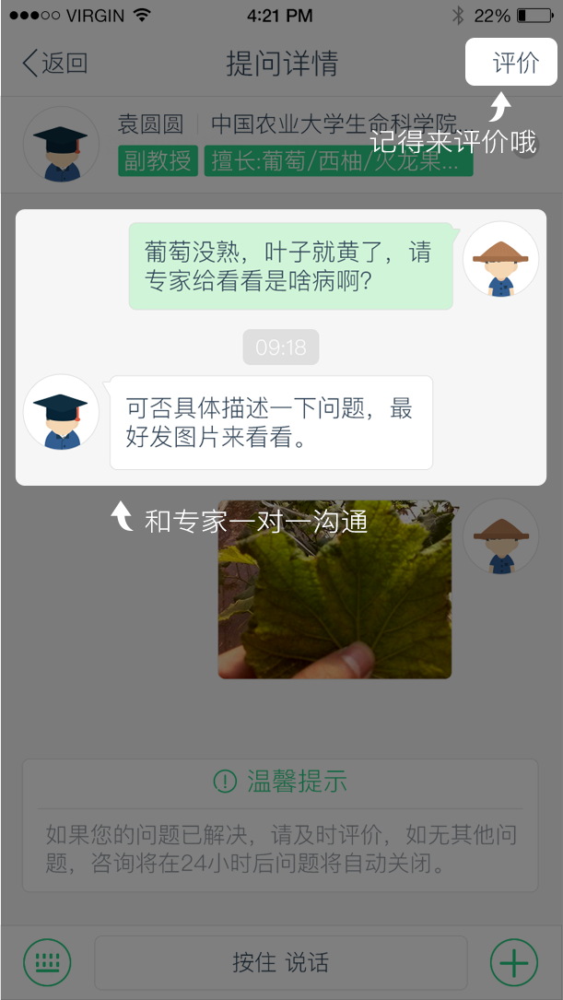 VIRGIN 4:21 PM 22%
返回 提问详情 评价
袁圆圆 中国农业大学生命科学院...
记得来评价哦
副教授 擅长:葡萄/西柚/火龙果...
葡萄没熟，叶子就黄了，请
专家给看看是啥病啊？
09:18
可否具体描述一下问题，最
好发图片来看看。
和专家一对一沟通
温馨提示
如果您的问题已解决，请及时评价，如无其他问
题，咨询将在24小时后问题将自动关闭。
按住 说话